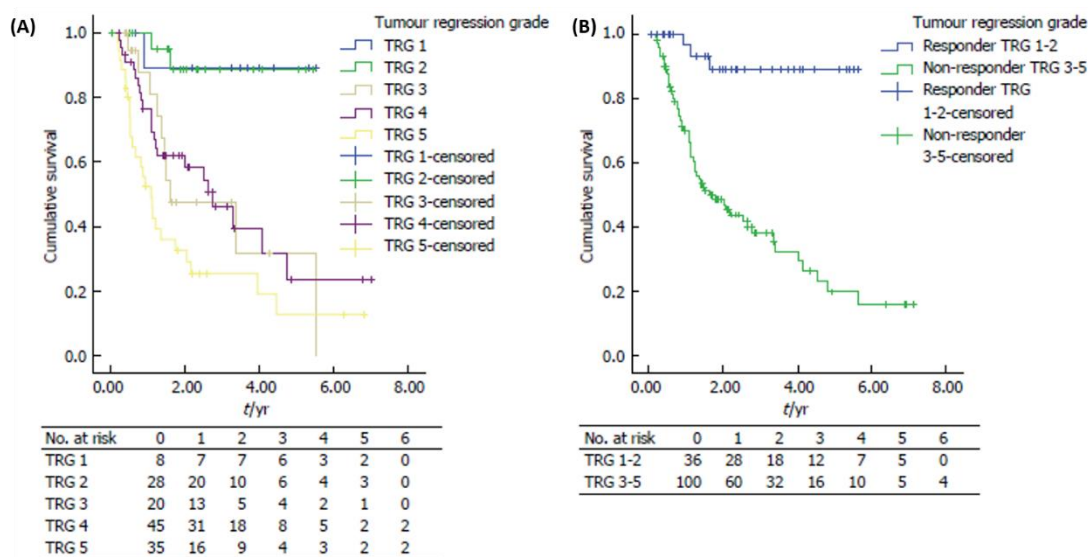 (A)
Tumour regression grade
TRG 1
TRG 2
TRG 3
TRG 4
TRG 5
TRG 1-censored
TRG 2-censored
TRG 3-censored
TRG 4-censored
TRG 5-censored
Cumulative survival
1.0
0.8
0.6
0.4
0.2
0.0
0.00 2.00 4.00 6.00 8.00
t/yr
No. at risk 0 1 2 3 4 5 6
TRG 1 8 7 7 6 3 2 0
TRG 2 28 20 10 6 4 3 0
TRG 3 20 13 5 4 2 1 0
TRG 4 45 31 18 8 5 2 2
TRG 5 35 16 9 4 3 2 2
(B)
Tumour regression grade
Responder TRG 1-2
Non-responder TRG 3-5
Responder TRG
1-2-censored
Non-responder
3-5-censored
Cumulative survival
1.0
0.8
0.6
0.4
0.2
0.0
0.00 2.00 4.00 6.00 8.00
t/yr
No. at risk 0 1 2 3 4 5 6
TRG 1-2 36 28 18 12 7 5 0
TRG 3-5 100 60 32 16 10 5 4